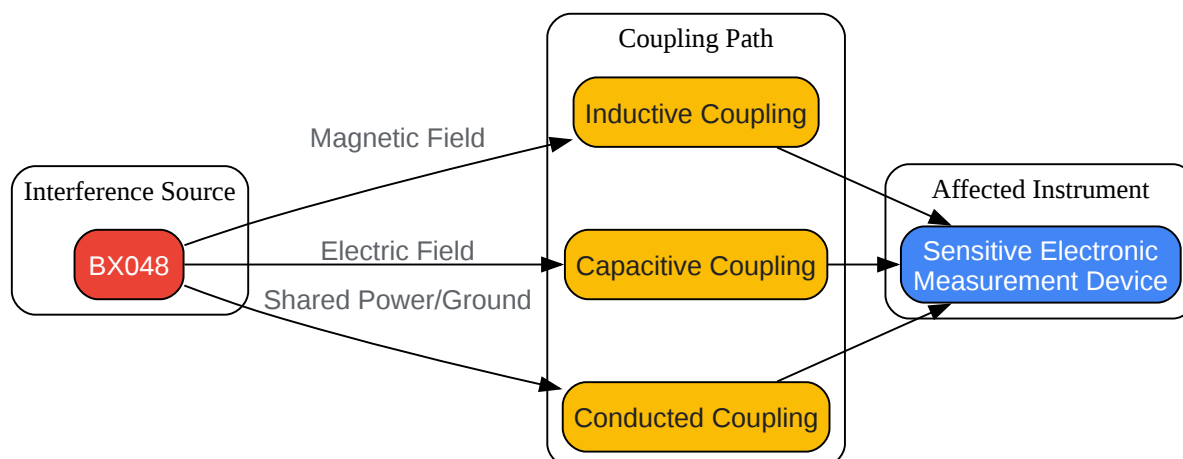 Coupling Path
Inductive Coupling
Magnetic Field
Interference Source
Affected Instrument
BX048
Electric Field
Capacitive Coupling
Sensitive Electronic
Measurement Device
Shared Power/Ground
Conducted Coupling